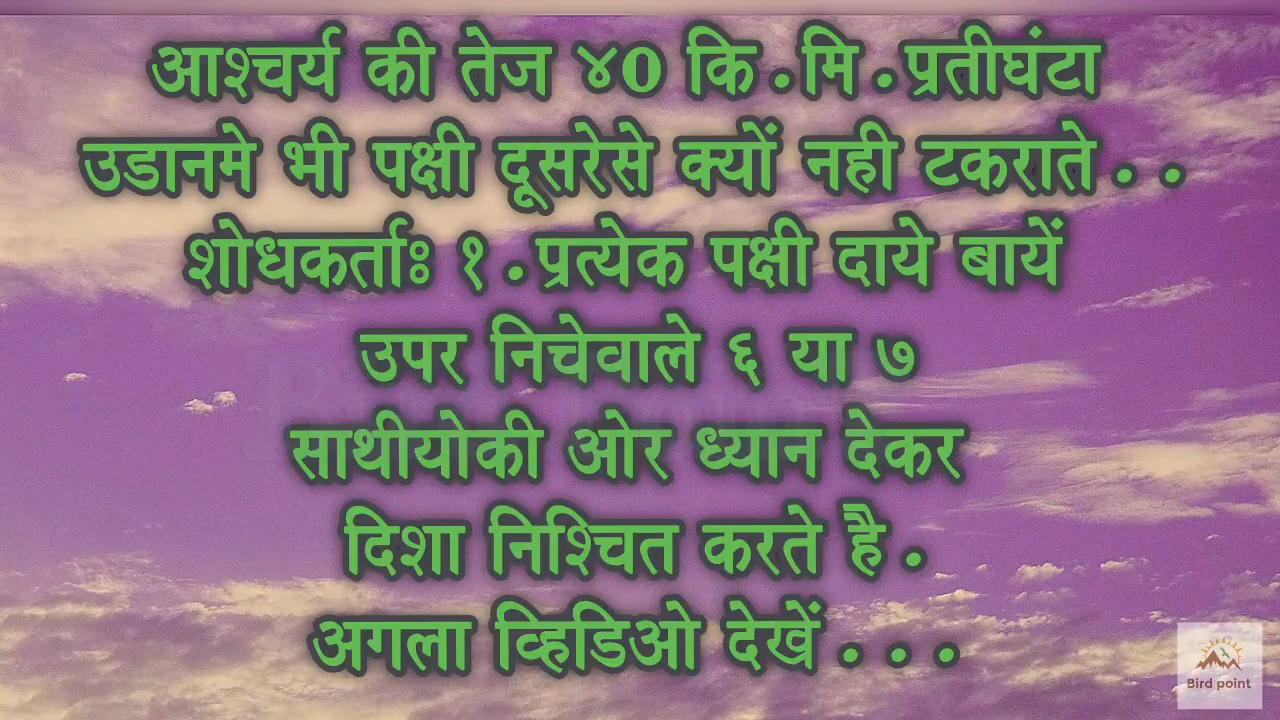 आश्चर्य की तेज ४० कि.मि.प्रतीघंटा
उडानमे भी पक्षी दूसरेसे क्यों नही टकराते..
शोधकर्ताः १.प्रत्येक पक्षी दाये बायें
उपर निचेवाले ६ या ७
साथीयोकी ओर ध्यान देकर
दिशा निश्चित करते है.
अगला व्हिडिओ देखें...
Bird point